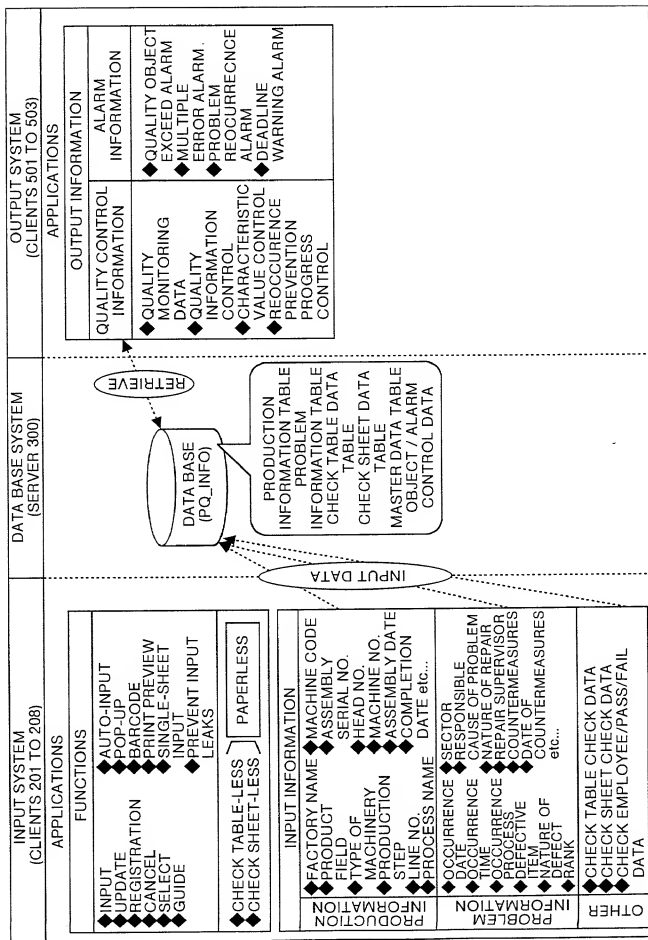 INPUT SYSTEM
(CLIENTS 201 TO 208)
APPLICATIONS
FUNCTIONS
◆INPUT
◆UPDATE
◆REGISTRATION
◆CANCEL
◆SELECT
◆GUIDE
◆AUTO-INPUT
◆POP-UP
◆BARCODE
◆PRINT PREVIEW
◆SINGLE-SHEET
INPUT
◆PREVENT INPUT
LEAKS
◆CHECK TABLE-LESS
◆CHECK SHEET-LESS
PAPERLESS
INPUT INFORMATION
PRODUCTION
INFORMATION
◆FACTORY NAME
◆PRODUCT
FIELD
◆TYPE OF
MACHINERY
◆PRODUCTION
STEP
◆LINE NO.
◆PROCESS NAME
◆MACHINE CODE
◆ASSEMBLY
SERIAL NO.
◆HEAD NO.
◆MACHINE NO.
◆ASSEMBLY DATE
◆COMPLETION
DATE etc...
PROBLEM
INFORMATION
◆OCCURRENCE
DATE
◆OCCURRENCE
TIME
◆OCCURRENCE
PROCESS
◆DEFECTIVE
ITEM
◆NATURE OF
DEFECT
◆RANK
◆SECTOR
RESPONSIBLE
◆CAUSE OF PROBLEM
◆NATURE OF REPAIR
◆REPAIR SUPERVISOR
◆COUNTERMEASURES
◆DATE OF
COUNTERMEASURES
etc...
OTHER
◆CHECK TABLE CHECK DATA
◆CHECK SHEET CHECK DATA
◆CHECK EMPLOYEE/PASS/FAIL
DATA
DATA BASE SYSTEM
(SERVER 300)
RETRIEVE
DATA BASE
(PQ_INFO)
PRODUCTION
INFORMATION TABLE
PROBLEM
INFORMATION TABLE
CHECK TABLE DATA
TABLE
CHECK SHEET DATA
TABLE
MASTER DATA TABLE
OBJECT / ALARM
CONTROL DATA
INPUT DATA
OUTPUT SYSTEM
(CLIENTS 501 TO 503)
APPLICATIONS
OUTPUT INFORMATION
QUALITY CONTROL
INFORMATION
◆QUALITY
MONITORING
DATA
◆QUALITY
INFORMATION
CONTROL
◆CHARACTERISTIC
VALUE CONTROL
◆REOCCURENCE
PREVENTION
PROGRESS
CONTROL
ALARM
INFORMATION
◆QUALITY OBJECT
EXCEED ALARM
◆MULTIPLE
ERROR ALARM.
◆PROBLEM
REOCURRECNCE
ALARM
◆DEADLINE
WARNING ALARM